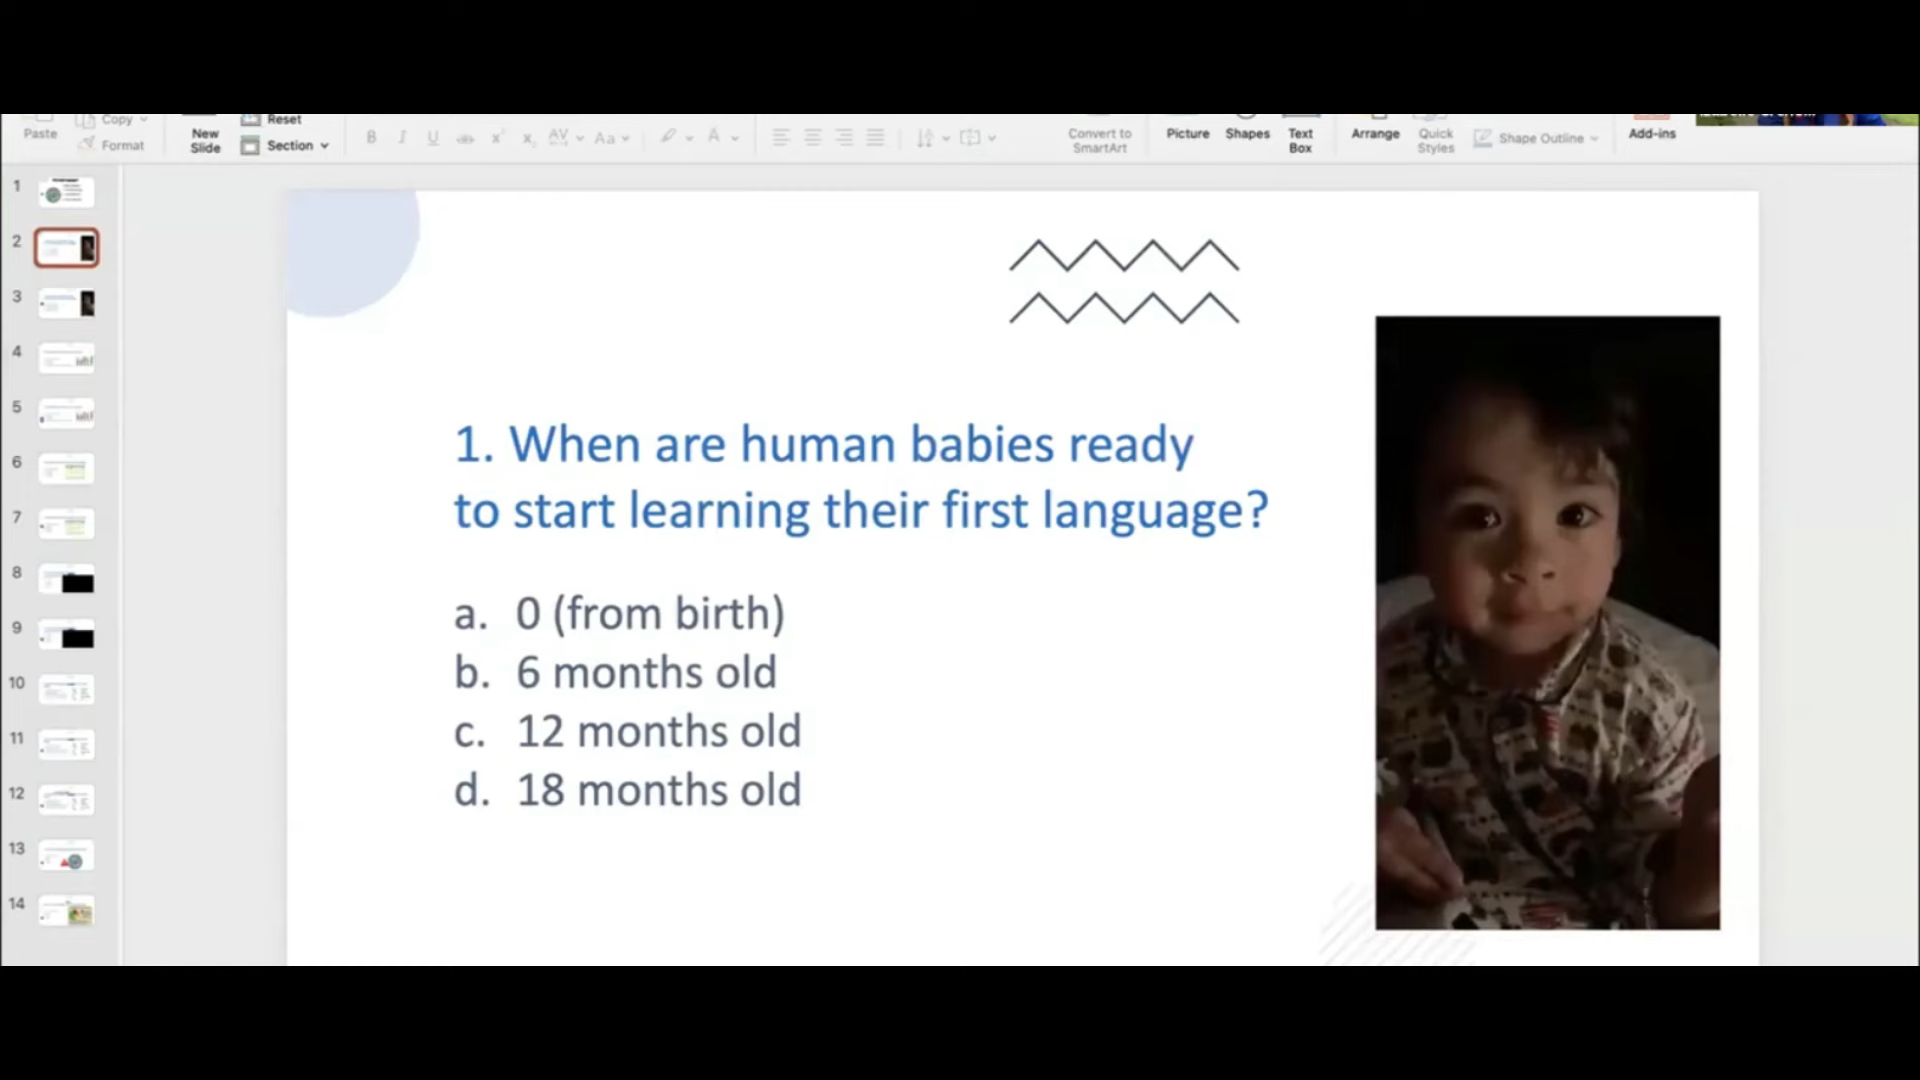 Paste
Copy
Format
New
Slide
Reset
Section
B I U
Aa
Convert to
SmartArt
Picture
Shapes
Text
Box
Arrange
Quick
Styles
Shape Outline
Add-ins
1
2
3
4
5
6
7
8
9
10
11
12
13
14
1. When are human babies ready
to start learning their first language?
a. 0 (from birth)
b. 6 months old
c. 12 months old
d. 18 months old